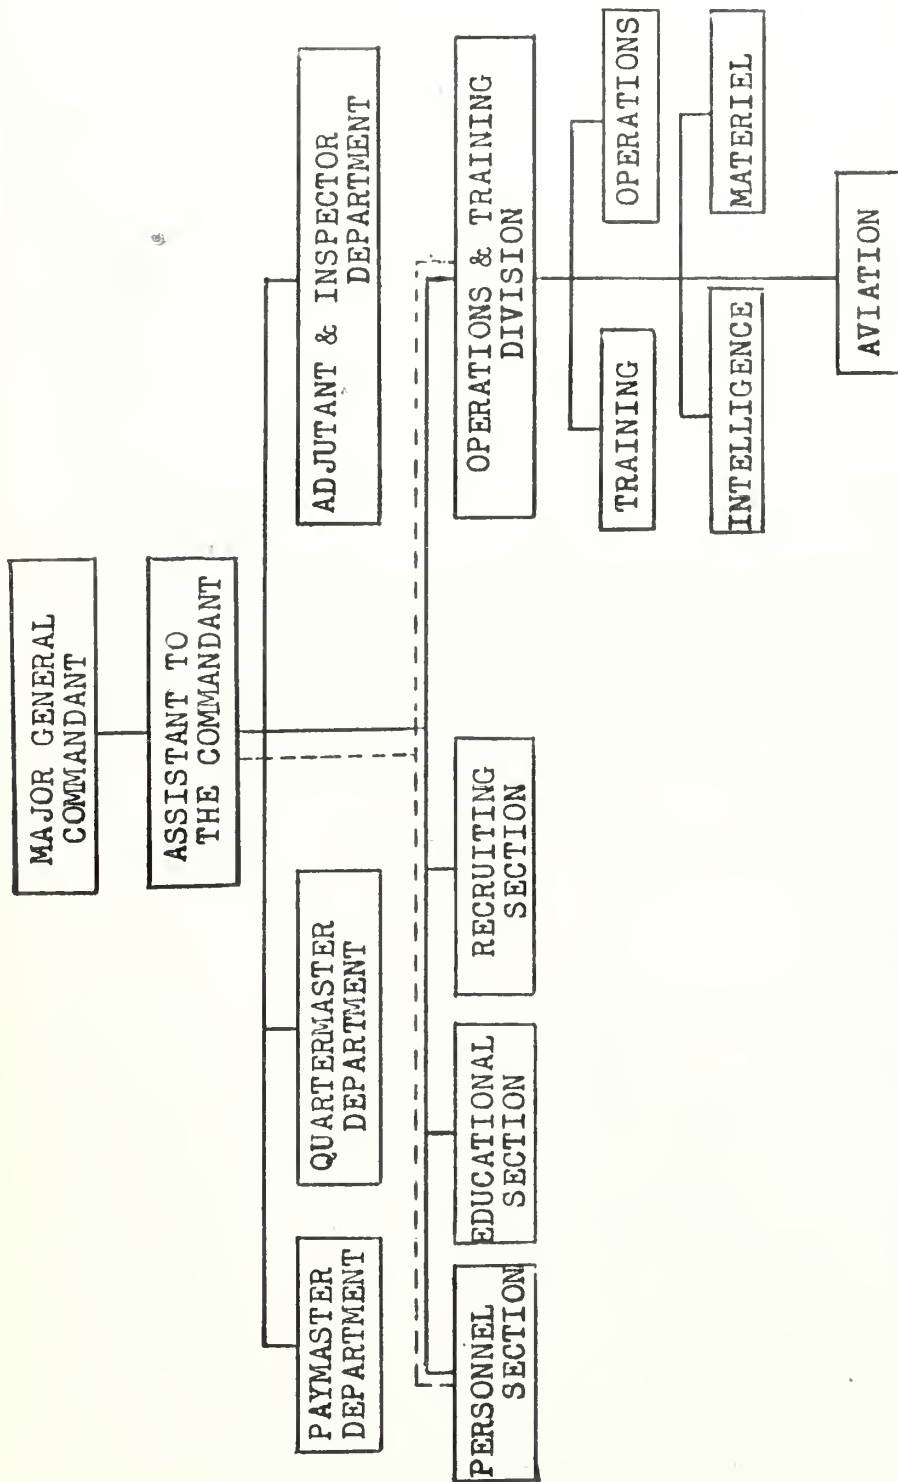 MAJOR GENERAL
COMMANDANT
ASSISTANT TO
THE COMMANDANT
PAYMASTER
DEPARTMENT
QUARTERMASTER
DEPARTMENT
ADJUTANT & INSPECTOR
DEPARTMENT
PERSONNEL
SECTION
EDUCATIONAL
SECTION
RECRUITING
SECTION
OPERATIONS & TRAINING
DIVISION
TRAINING
OPERATIONS
INTELLIGENCE
MATERIEL
AVIATION